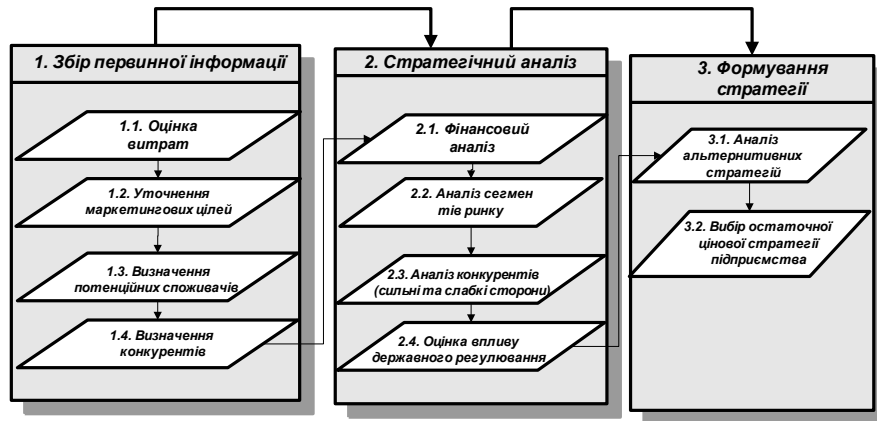 1. Збір первинної інформації
1.1. Оцінка
витрат
1.2. Уточнення
маркетингових цілей
1.3. Визначення
потенційних споживачів
1.4. Визначення
конкурентів
2. Стратегічний аналіз
2.1. Фінансовий
аналіз
2.2. Аналіз сегмен
тів ринку
2.3. Аналіз конкурентів
(сильні та слабкі сторони)
2.4. Оцінка впливу
державного регулювання
3. Формування
стратегії
3.1. Аналіз
альтернитивних
стратегій
3.2. Вибір остаточної
цінової стратегії
підприємства